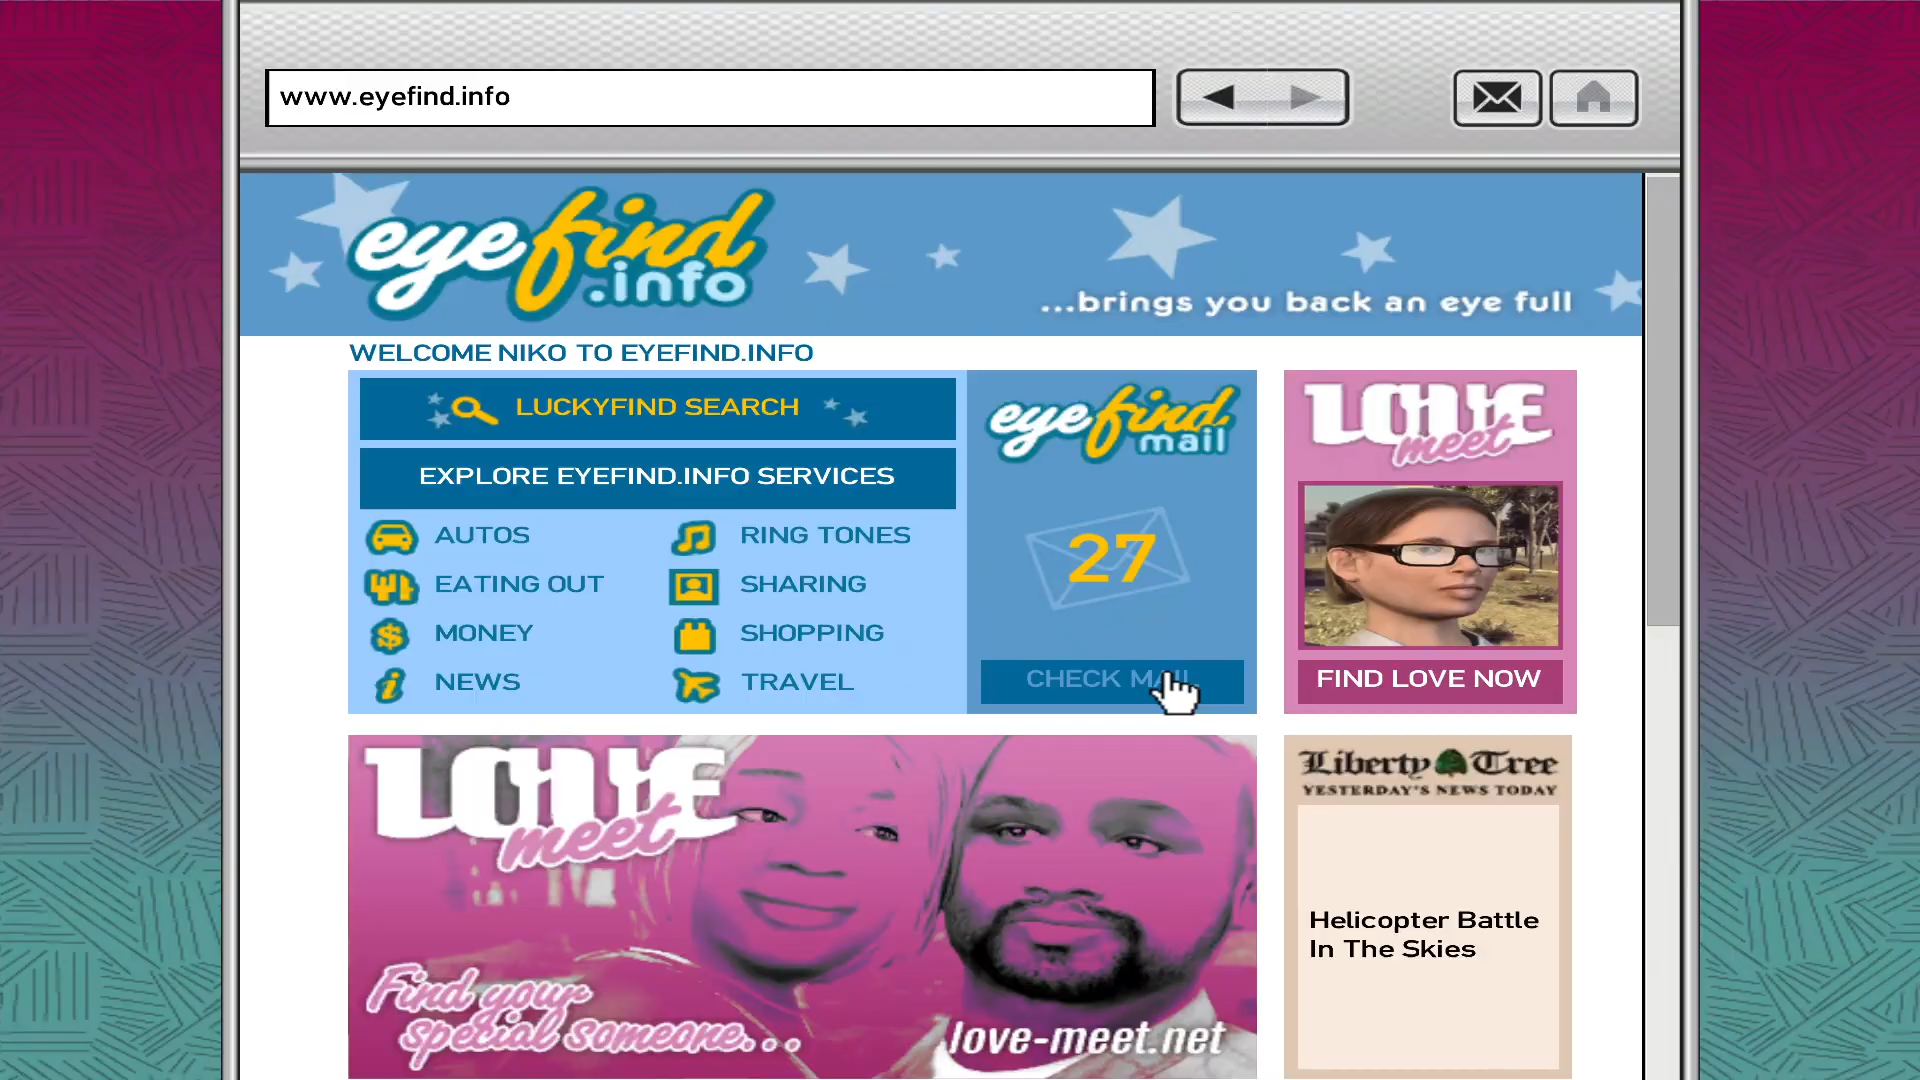 www.eyefind.info
eyefind
.info
...brings you back an eye full
WELCOME NIKO TO EYEFIND.INFO
LUCKYFIND SEARCH
EXPLORE EYEFIND.INFO SERVICES
AUTOS
RING TONES
EATING OUT
SHARING
MONEY
SHOPPING
NEWS
TRAVEL
eyefind
mail
27
CHECK MAIL
LOVE
meet
FIND LOVE NOW
LOVE
meet
Find your
special someone...
love-meet.net
Liberty Tree
YESTERDAY'S NEWS TODAY
Helicopter Battle
In The Skies